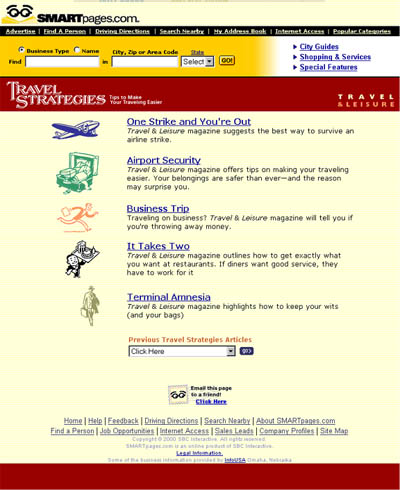 SMARTpages.com.
Advertise | Find A Person | Driving Directions | Search Nearby | My Address Book | Internet Access | Popular Categories
Business Type Name City, Zip or Area Code State
Find in Select GO!
City Guides
Shopping & Services
Special Features
TRAVEL STRATEGIES Tips to Make Your Traveling Easier
TRAVEL & LEISURE
One Strike and You're Out
Travel & Leisure magazine suggests the best way to survive an
airline strike.
Airport Security
Travel & Leisure magazine offers tips on making your traveling
easier. Your belongings are safer than ever—and the reason
may surprise you.
Business Trip
Traveling on business? Travel & Leisure magazine will tell you if
you're throwing away money.
It Takes Two
Travel & Leisure magazine outlines how to get exactly what
you want at restaurants. If diners want good service, they
have to work for it
Terminal Amnesia
Travel & Leisure magazine highlights how to keep your wits
(and your bags)
Previous Travel Strategies Articles
Click Here GO!
Email this page
to a friend!
Click Here
Home | Help | Feedback | Driving Directions | Search Nearby | About SMARTpages.com
Find a Person | Job Opportunities | Internet Access | Sales Leads | Company Profiles | Site Map
Copyright © 2000 SBC Interactive. All rights reserved.
SMARTpages.com is an online product of SBC Interactive.
Legal Information.
Some of the business information provided by infoUSA Omaha, Nebraska